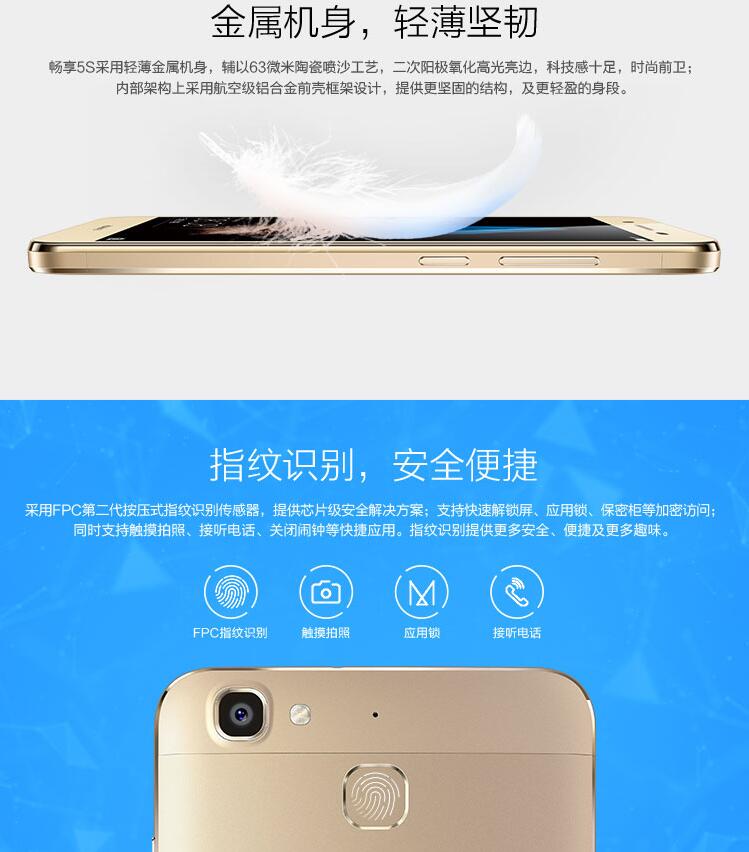 金属机身，轻薄坚韧
畅享5S采用轻薄金属机身，辅以63微米陶瓷喷沙工艺，二次阳极氧化高光亮边，科技感十足，时尚前卫；
内部架构上采用航空级铝合金前壳框架设计，提供更坚固的结构，及更轻盈的身段。
指纹识别，安全便捷
采用FPC第二代按压式指纹识别传感器，提供芯片级安全解决方案；支持快速解锁屏、应用锁、保密柜等加密访问；
同时支持触摸拍照、接听电话、关闭闹钟等快捷应用。指纹识别提供更多安全、便捷及更多趣味。
FPC指纹识别 触摸拍照 应用锁 接听电话